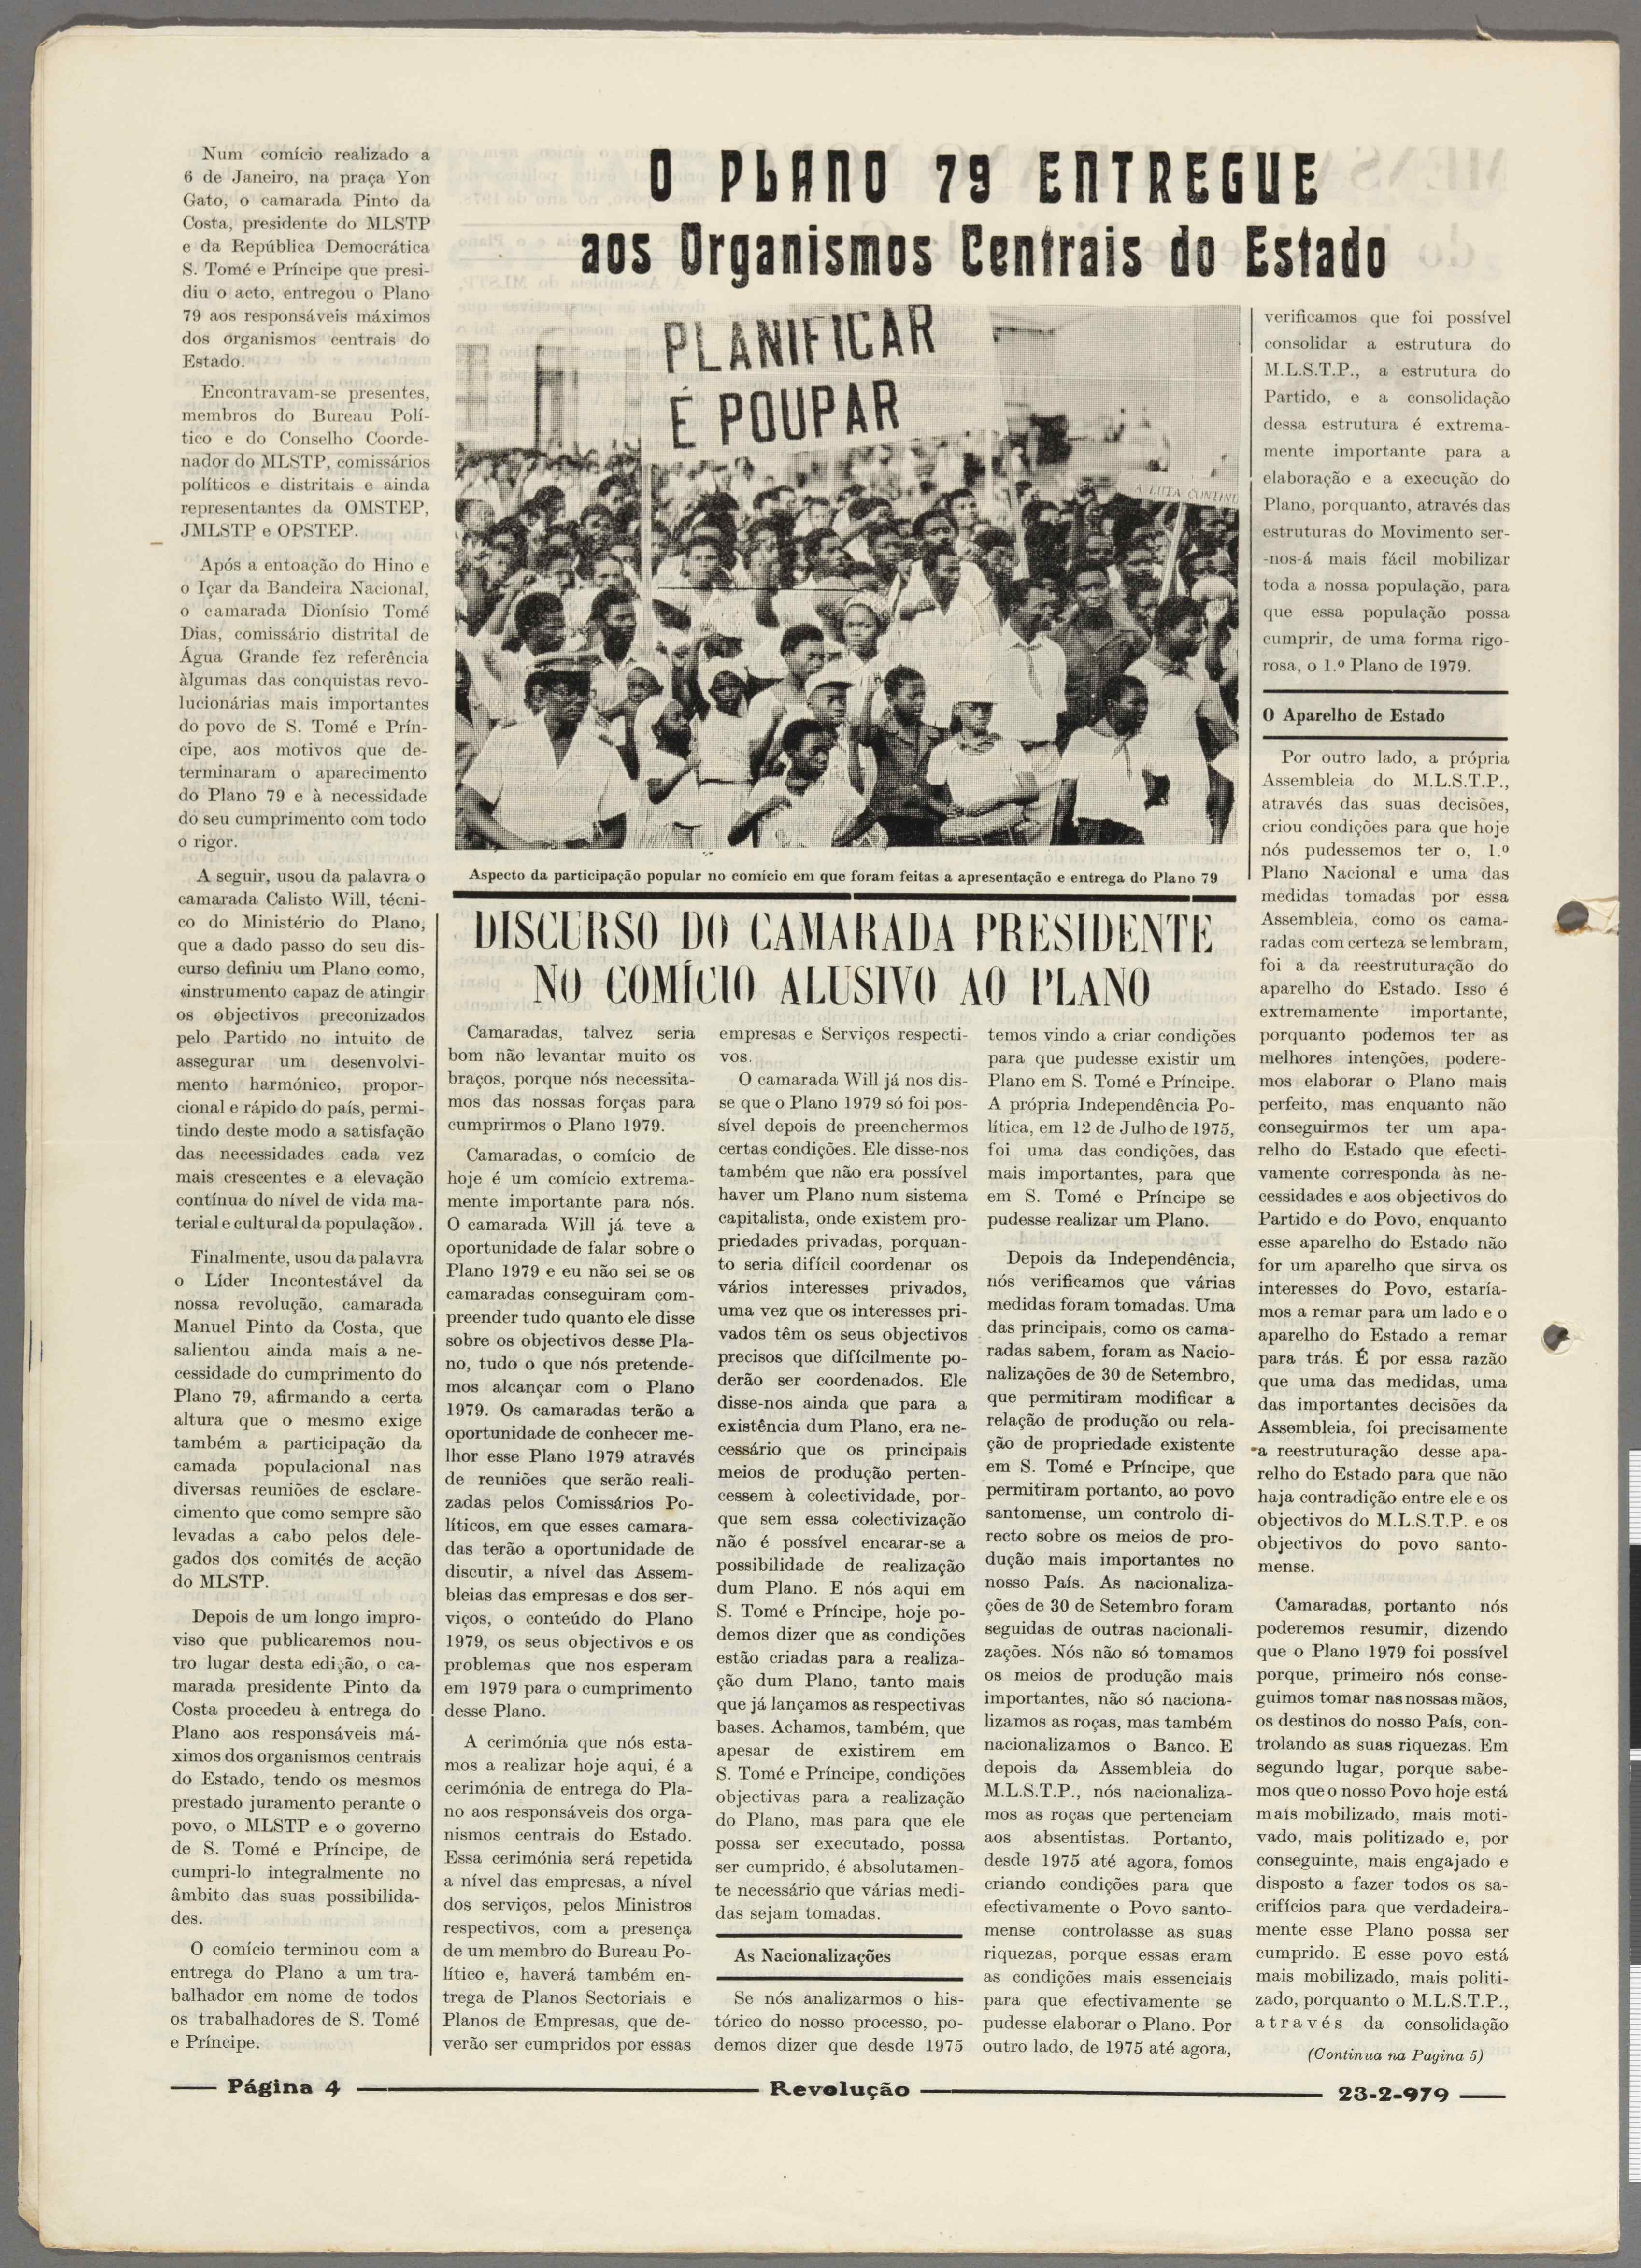 O PLANO 79 ENTREGUE
aos Organismos Centrais do Estado
Num comício realizado a
6 de Janeiro, na praça Yon
Gato, o camarada Pinto da
Costa, presidente do MLSTP
e da República Democrática
S. Tomé e Príncipe que presi-
diu o acto, entregou o Plano
79 aos responsáveis máximos
dos organismos centrais do
Estado.
Encontravam-se presentes,
membros do Bureau Polí-
tico e do Conselho Coorde-
nador do MLSTP, comissários
políticos e distritais e ainda
representantes da OMSTEP,
JMLSTP e OPSTEP.
Após a entoação do Hino e
o Içar da Bandeira Nacional,
o camarada Dionísio Tomé
Dias, comissário distrital de
Água Grande fez referência
àlgumas das conquistas revo-
lucionárias mais importantes
do povo de S. Tomé e Prín-
cipe, aos motivos que de-
terminaram o aparecimento
do Plano 79 e à necessidade
do seu cumprimento com todo
o rigor.
A seguir, usou da palavra o
camarada Calisto Will, técni-
co do Ministério do Plano,
que a dado passo do seu dis-
curso definiu um Plano como,
«instrumento capaz de atingir
os objectivos preconizados
pelo Partido no intuito de
assegurar um desenvolvi-
mento harmónico, propor-
cional e rápido do país, permi-
tindo deste modo a satisfação
das necessidades cada vez
mais crescentes e a elevação
contínua do nível de vida ma-
terial e cultural da população».
Finalmente, usou da palavra
o Líder Incontestável da
nossa revolução, camarada
Manuel Pinto da Costa, que
salientou ainda mais a ne-
cessidade do cumprimento do
Plano 79, afirmando a certa
altura que o mesmo exige
também a participação da
camada populacional nas
diversas reuniões de esclare-
cimento que como sempre são
levadas a cabo pelos dele-
gados dos comités de acção
do MLSTP.
Depois de um longo impro-
viso que publicaremos nou-
tro lugar desta edição, o ca-
marada presidente Pinto da
Costa procedeu à entrega do
Plano aos responsáveis má-
ximos dos organismos centrais
do Estado, tendo os mesmos
prestado juramento perante o
povo, o MLSTP e o governo
de S. Tomé e Príncipe, de
cumpri-lo integralmente no
âmbito das suas possibilida-
des.
O comício terminou com a
entrega do Plano a um tra-
balhador em nome de todos
os trabalhadores de S. Tomé
e Príncipe.
PLANIFICAR
É POUPAR
A LUTA CONTINU
Aspecto da participação popular no comício em que foram feitas a apresentação e entrega do Plano 79
DISCURSO DO CAMARADA PRESIDENTE
NO COMÍCIO ALUSIVO AO PLANO
Camaradas, talvez seria
bom não levantar muito os
braços, porque nós necessita-
mos das nossas forças para
cumprirmos o Plano 1979.
Camaradas, o comício de
hoje é um comício extrema-
mente importante para nós.
O camarada Will já teve a
oportunidade de falar sobre o
Plano 1979 e eu não sei se os
camaradas conseguiram com-
preender tudo quanto ele disse
sobre os objectivos desse Pla-
no, tudo o que nós pretende-
mos alcançar com o Plano
1979. Os camaradas terão a
oportunidade de conhecer me-
lhor esse Plano 1979 através
de reuniões que serão reali-
zadas pelos Comissários Po-
líticos, em que esses camara-
das terão a oportunidade de
discutir, a nível das Assem-
bleias das empresas e dos ser-
viços, o conteúdo do Plano
1979, os seus objectivos e os
problemas que nos esperam
em 1979 para o cumprimento
desse Plano.
A cerimónia que nós esta-
mos a realizar hoje aqui, é a
cerimónia de entrega do Pla-
no aos responsáveis dos orga-
nismos centrais do Estado.
Essa cerimónia será repetida
a nível das empresas, a nível
dos serviços, pelos Ministros
respectivos, com a presença
de um membro do Bureau Po-
lítico e, haverá também en-
trega de Planos Sectoriais e
Planos de Empresas, que de-
verão ser cumpridos por essas
empresas e Serviços respecti-
vos.
O camarada Will já nos dis-
se que o Plano 1979 só foi pos-
sível depois de preenchermos
certas condições. Ele disse-nos
também que não era possível
haver um Plano num sistema
capitalista, onde existem pro-
priedades privadas, porquan-
to seria difícil coordenar os
vários interesses privados,
uma vez que os interesses pri-
vados têm os seus objectivos
precisos que difícilmente po-
derão ser coordenados. Ele
disse-nos ainda que para a
existência dum Plano, era ne-
cessário que os principais
meios de produção perten-
cessem à colectividade, por-
que sem essa colectivização
não é possível encarar-se a
possibilidade de realização
dum Plano. E nós aqui em
S. Tomé e Príncipe, hoje po-
demos dizer que as condições
estão criadas para a realiza-
ção dum Plano, tanto mais
que já lançamos as respectivas
bases. Achamos, também, que
apesar de existirem em
S. Tomé e Príncipe, condições
objectivas para a realização
do Plano, mas para que ele
possa ser executado, possa
ser cumprido, é absolutamen-
te necessário que várias medi-
das sejam tomadas.
As Nacionalizações
Se nós analizarmos o his-
tórico do nosso processo, po-
demos dizer que desde 1975
temos vindo a criar condições
para que pudesse existir um
Plano em S. Tomé e Príncipe.
A própria Independência Po-
lítica, em 12 de Julho de 1975,
foi uma das condições, das
mais importantes, para que
em S. Tomé e Príncipe se
pudesse realizar um Plano.
Depois da Independência,
nós verificamos que várias
medidas foram tomadas. Uma
das principais, como os cama-
radas sabem, foram as Nacio-
nalizações de 30 de Setembro,
que permitiram modificar a
relação de produção ou rela-
ção de propriedade existente
em S. Tomé e Príncipe, que
permitiram portanto, ao povo
santomense, um controlo di-
recto sobre os meios de pro-
dução mais importantes no
nosso País. As nacionaliza-
ções de 30 de Setembro foram
seguidas de outras nacionali-
zações. Nós não só tomamos
os meios de produção mais
importantes, não só naciona-
lizamos as roças, mas também
nacionalizamos o Banco. E
depois da Assembleia do
M.L.S.T.P., nós nacionaliza-
mos as roças que pertenciam
aos absentistas. Portanto,
desde 1975 até agora, fomos
criando condições para que
efectivamente o Povo santo-
mense controlasse as suas
riquezas, porque essas eram
as condições mais essenciais
para que efectivamente se
pudesse elaborar o Plano. Por
outro lado, de 1975 até agora,
verificamos que foi possível
consolidar a estrutura do
M.L.S.T.P., a estrutura do
Partido, e a consolidação
dessa estrutura é extrema-
mente importante para a
elaboração e a execução do
Plano, porquanto, através das
estruturas do Movimento ser-
-nos-á mais fácil mobilizar
toda a nossa população, para
que essa população possa
cumprir, de uma forma rigo-
rosa, o 1.º Plano de 1979.
O Aparelho de Estado
Por outro lado, a própria
Assembleia do M.L.S.T.P.,
através das suas decisões,
criou condições para que hoje
nós pudessemos ter o, 1.º
Plano Nacional e uma das
medidas tomadas por essa
Assembleia, como os cama-
radas com certeza se lembram,
foi a da reestruturação do
aparelho do Estado. Isso é
extremamente importante,
porquanto podemos ter as
melhores intenções, podere-
mos elaborar o Plano mais
perfeito, mas enquanto não
conseguirmos ter um apa-
relho do Estado que efecti-
vamente corresponda às ne-
cessidades e aos objectivos do
Partido e do Povo, enquanto
esse aparelho do Estado não
for um aparelho que sirva os
interesses do Povo, estaría-
mos a remar para um lado e o
aparelho do Estado a remar
para trás. É por essa razão
que uma das medidas, uma
das importantes decisões da
Assembleia, foi precisamente
a reestruturação desse apa-
relho do Estado para que não
haja contradição entre ele e os
objectivos do M.L.S.T.P. e os
objectivos do povo santo-
mense.
Camaradas, portanto nós
poderemos resumir, dizendo
que o Plano 1979 foi possível
porque, primeiro nós conse-
guimos tomar nas nossas mãos,
os destinos do nosso País, con-
trolando as suas riquezas. Em
segundo lugar, porque sabe-
mos que o nosso Povo hoje está
mais mobilizado, mais moti-
vado, mais politizado e, por
conseguinte, mais engajado e
disposto a fazer todos os sa-
crifícios para que verdadeira-
mente esse Plano possa ser
cumprido. E esse povo está
mais mobilizado, mais politi-
zado, porquanto o M.L.S.T.P.,
através da consolidação
(Continua na Pagina 5)
Página 4
Revolução
23-2-979